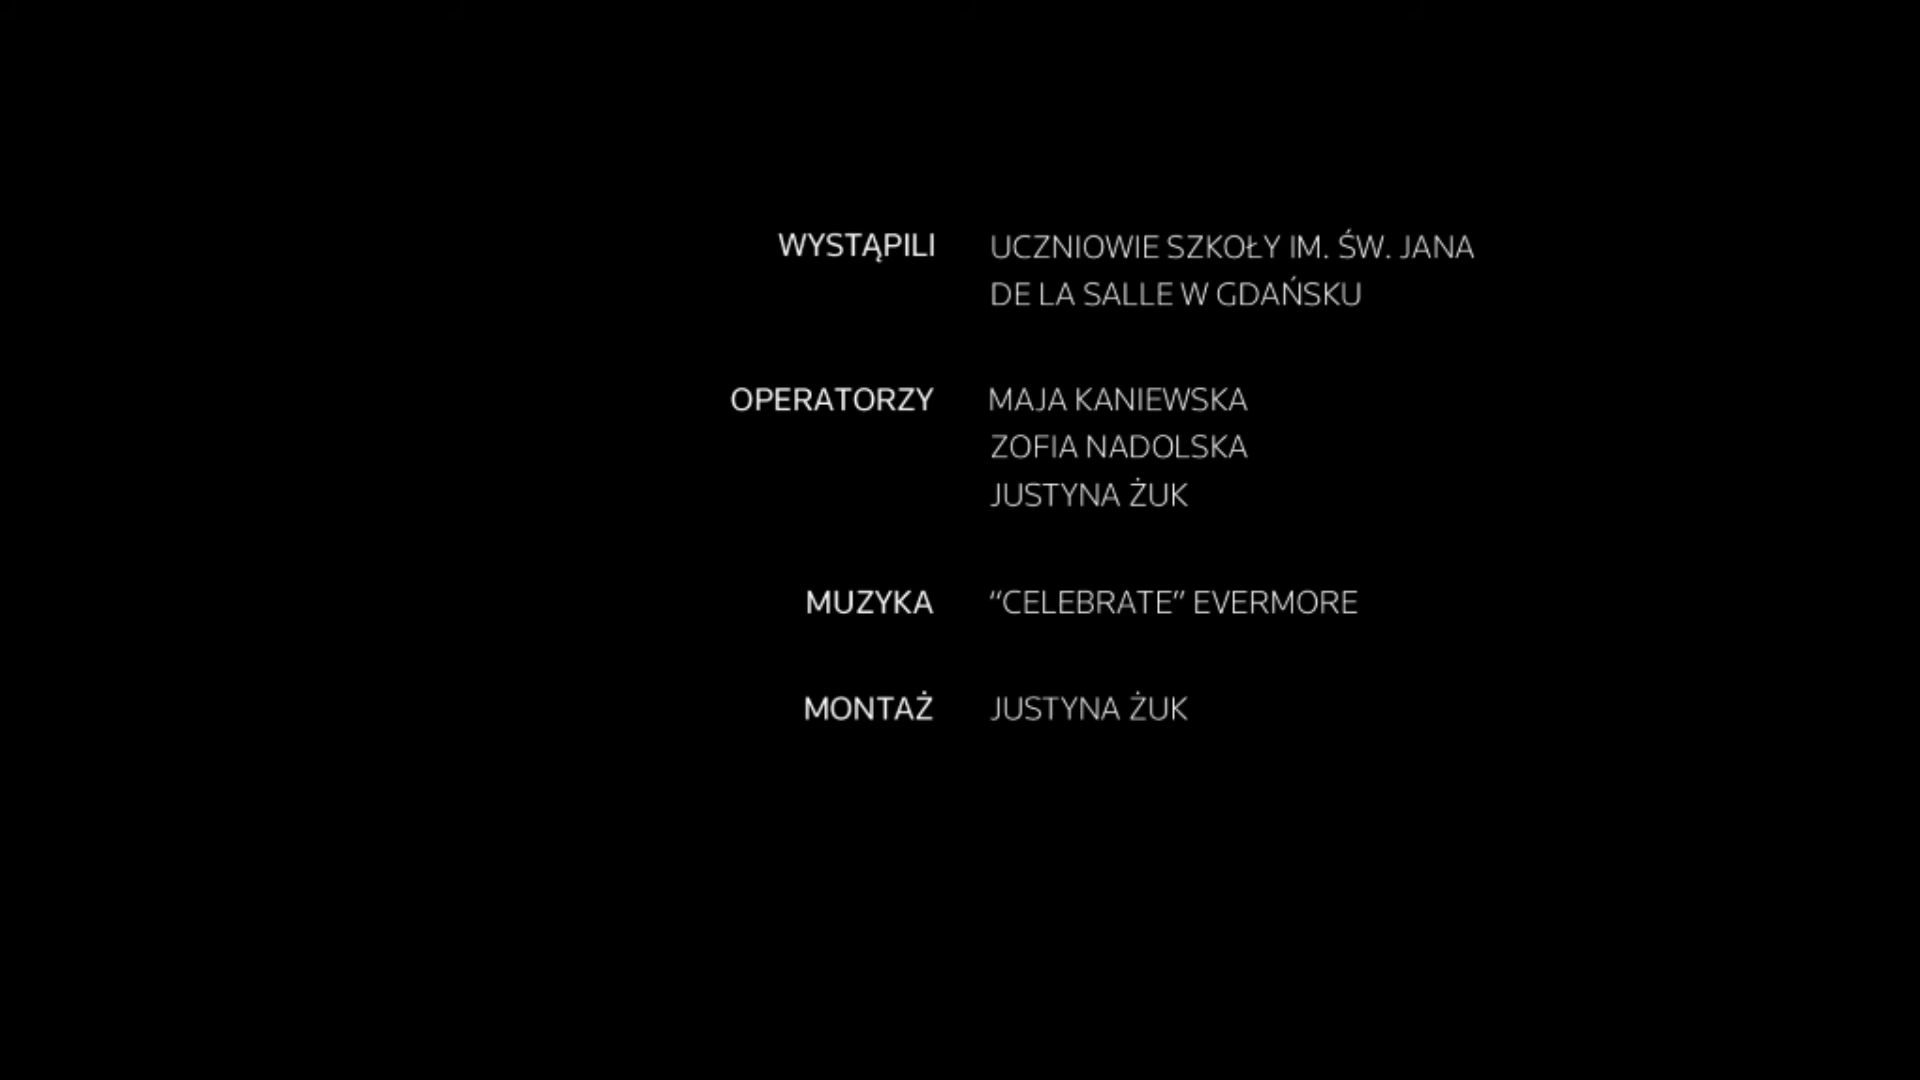 WYSTĄPILI UCZNIOWIE SZKOŁY IM. ŚW. JANA
DE LA SALLE W GDAŃSKU
OPERATORZY MAJA KANIEWSKA
ZOFIA NADOLSKA
JUSTYNA ŻUK
MUZYKA “CELEBRATE” EVERMORE
MONTAŻ JUSTYNA ŻUK